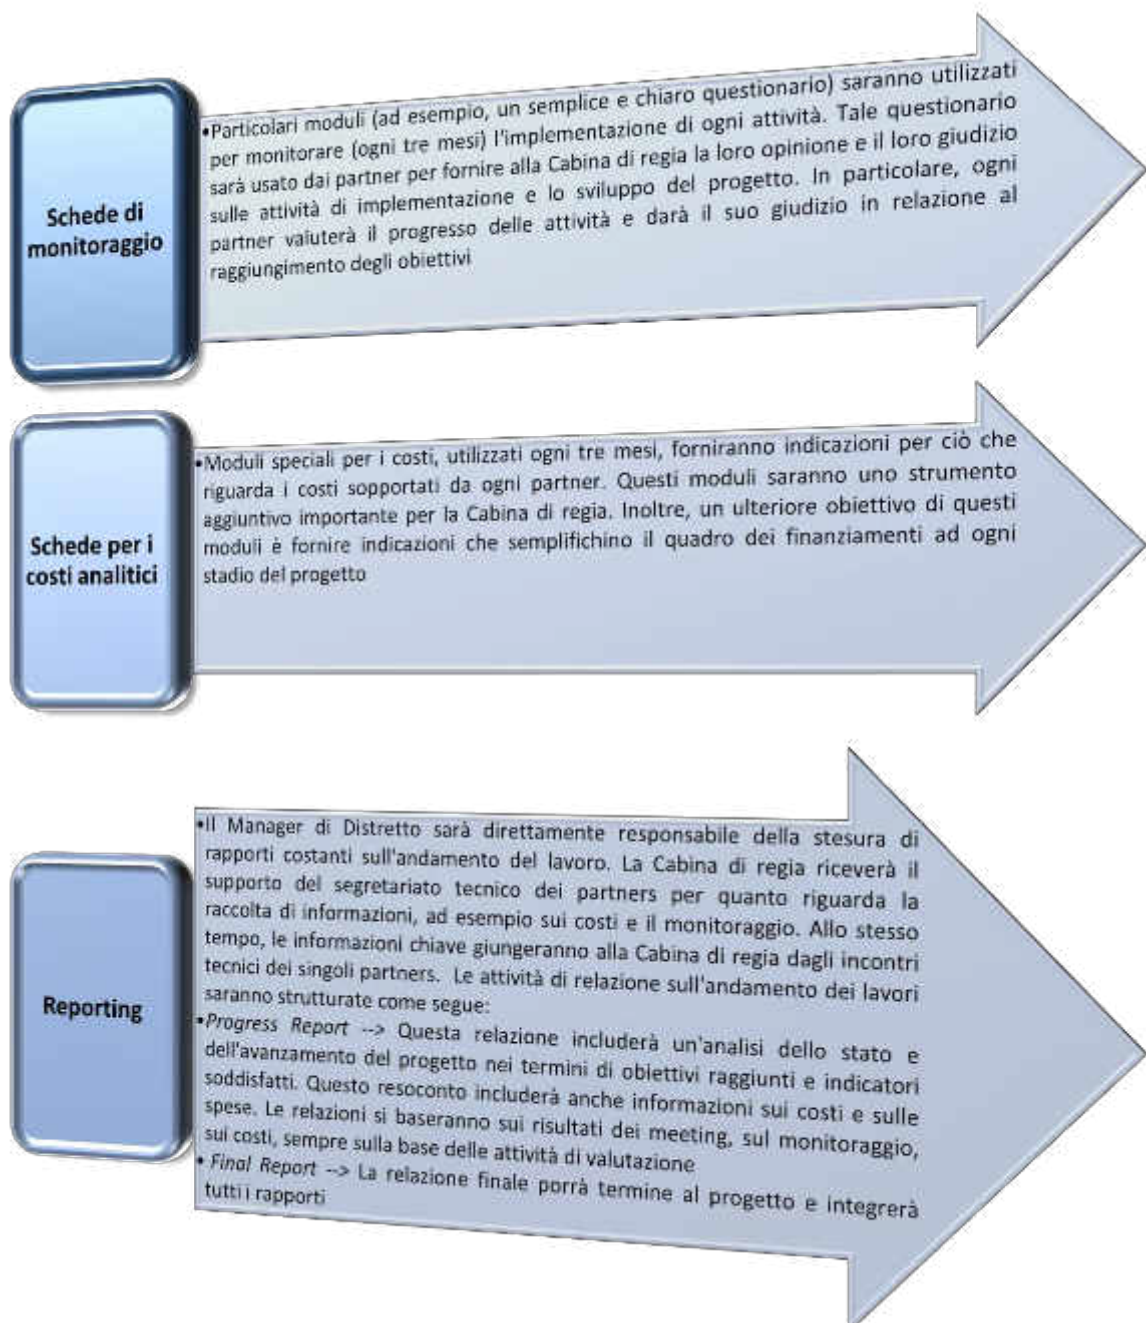 Schede di
monitoraggio
•Particolari moduli (ad esempio, un semplice e chiaro questionario) saranno utilizzati
per monitorare (ogni tre mesi) l'implementazione di ogni attività. Tale questionario
sarà usato dai partner per fornire alla Cabina di regia la loro opinione e il loro giudizio
sulle attività di implementazione e lo sviluppo del progetto. In particolare, ogni
partner valuterà il progresso delle attività e darà il suo giudizio in relazione al
raggiungimento degli obiettivi
Schede per i
costi analitici
•Moduli speciali per i costi, utilizzati ogni tre mesi, forniranno indicazioni per ciò che
riguarda i costi sopportati da ogni partner. Questi moduli saranno uno strumento
aggiuntivo importante per la Cabina di regia. Inoltre, un ulteriore obiettivo di questi
moduli è fornire indicazioni che semplifichino il quadro dei finanziamenti ad ogni
stadio del progetto
Reporting
•Il Manager di Distretto sarà direttamente responsabile della stesura di
rapporti costanti sull'andamento del lavoro. La Cabina di regia riceverà il
supporto del segretariato tecnico dei partners per quanto riguarda la
raccolta di informazioni, ad esempio sui costi e il monitoraggio. Allo stesso
tempo, le informazioni chiave giungeranno alla Cabina di regia dagli incontri
tecnici dei singoli partners. Le attività di relazione sull'andamento dei lavori
saranno strutturate come segue:
•Progress Report --> Questa relazione includerà un'analisi dello stato e
dell'avanzamento del progetto nei termini di obiettivi raggiunti e indicatori
soddisfatti. Questo resoconto includerà anche informazioni sui costi e sulle
spese. Le relazioni si baseranno sui risultati dei meeting, sul monitoraggio,
sui costi, sempre sulla base delle attività di valutazione
• Final Report --> La relazione finale porrà termine al progetto e integrerà
tutti i rapporti